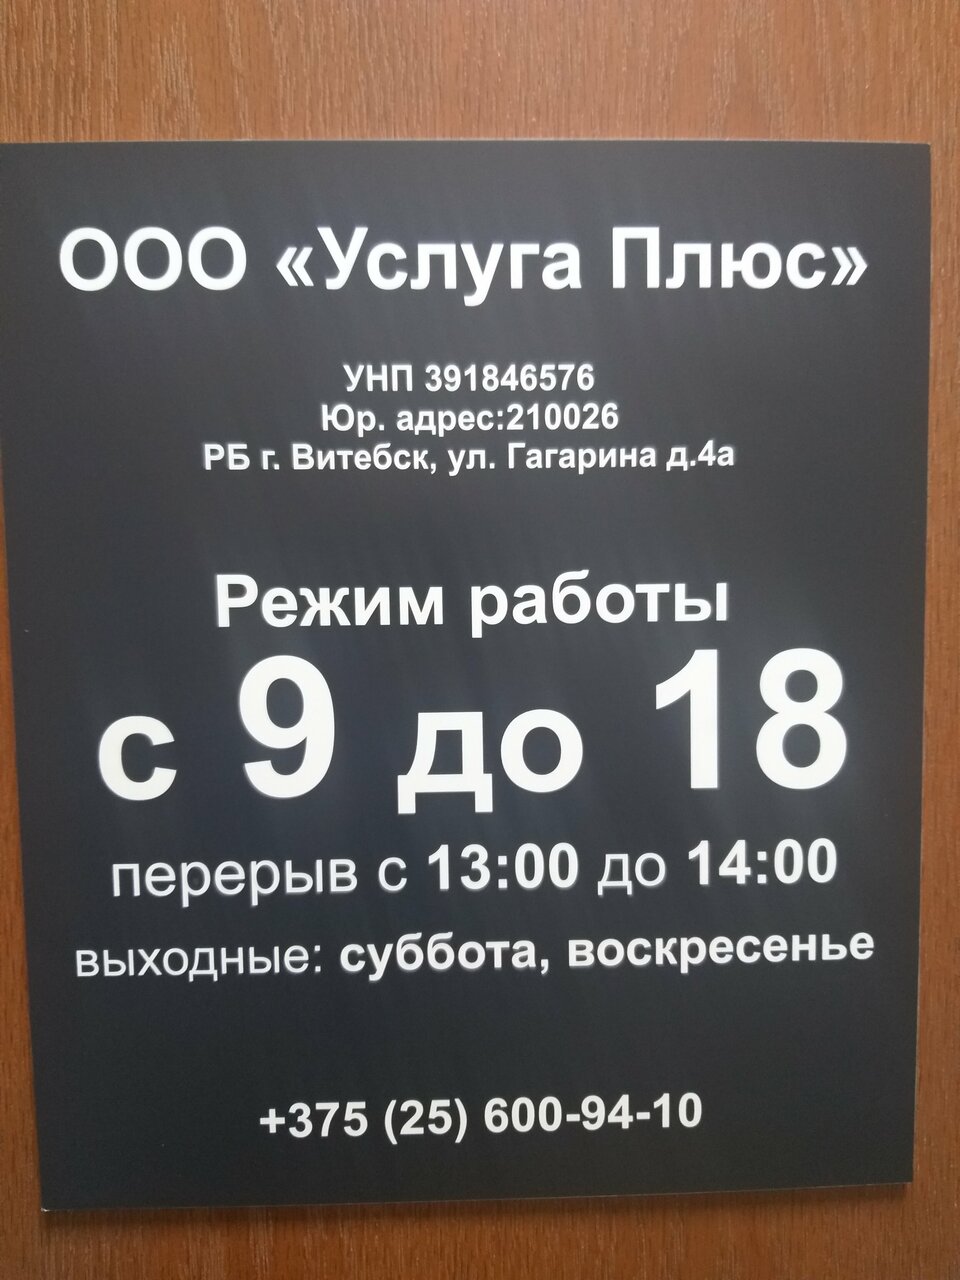 ООО «Услуга Плюс»
УНП 391846576
Юр. адрес:210026
РБ г. Витебск, ул. Гагарина д.4а
Режим работы
с 9 до 18
перерыв с 13:00 до 14:00
выходные: суббота, воскресенье
+375 (25) 600-94-10